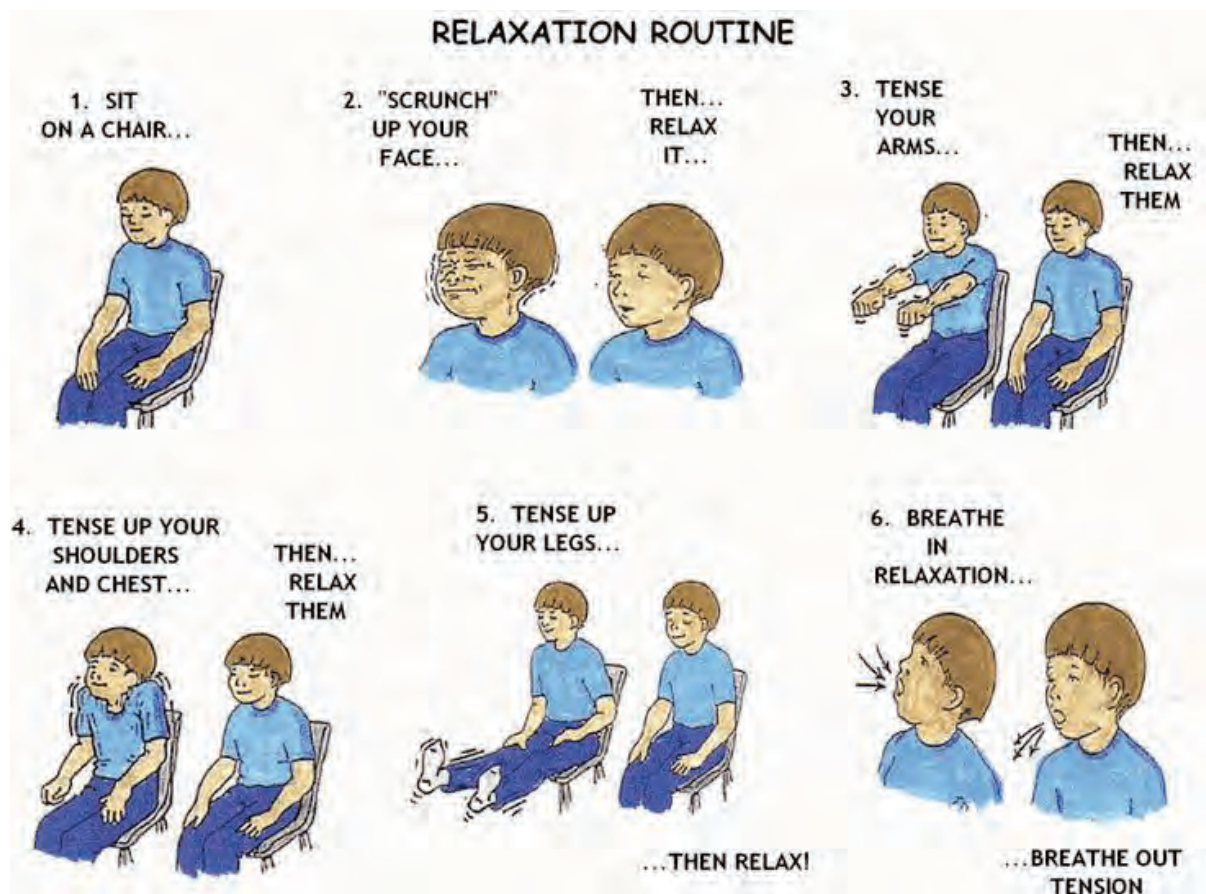 RELAXATION ROUTINE
1. SIT
ON A CHAIR...
2. "SCRUNCH"
UP YOUR
FACE...
THEN...
RELAX
IT...
3. TENSE
YOUR
ARMS...
THEN...
RELAX
THEM
4. TENSE UP YOUR
SHOULDERS
AND CHEST...
THEN...
RELAX
THEM
5. TENSE UP
YOUR LEGS...
...THEN RELAX!
6. BREATHE
IN
RELAXATION...
...BREATHE OUT
TENSION